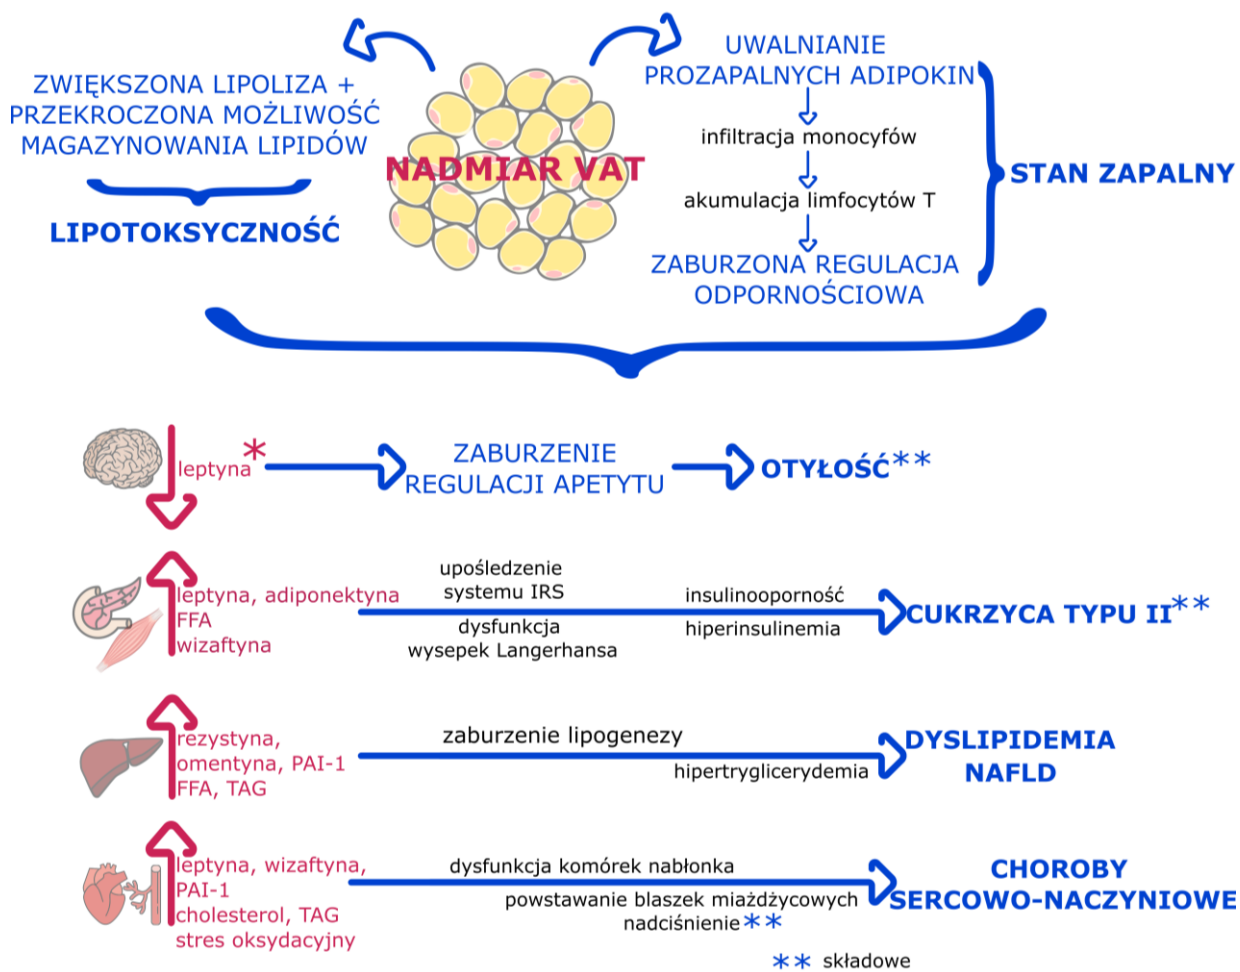 ZWIĘKSZONA LIPOLIZA +
PRZEKROCZONA MOŻLIWOŚĆ
MAGAZYNOWANIA LIPIDÓW
LIPOTOKSYCZNOŚĆ
NADMIAR VAT
UWALNIANIE
PROZAPALNYCH ADIPOKIN
infiltracja monocyfów
akumulacja limfocytów T
ZABURZONA REGULACJA
ODPORNOŚCIOWA
STAN ZAPALNY
leptyna*
ZABURZENIE
REGULACJI APETYTU
OTYŁOŚĆ**
leptyna, adiponektyna
FFA
wizaftyna
upośledzenie
systemu IRS
dysfunkcja
wysepek Langerhansa
insulinooporność
hiperinsulinemia
CUKRZYCA TYPU II**
rezystyna,
omentyna, PAI-1
FFA, TAG
zaburzenie lipogenezy
hipertryglicerydemia
DYSLIPIDEMIA
NAFLD
leptyna, wizaftyna,
PAI-1
cholesterol, TAG
stres oksydacyjny
dysfunkcja komórek nabłonka
powstawanie blaszek miażdżycowych
nadciśnienie**
CHOROBY
SERCOWO-NACZYNIOWE
** składowe